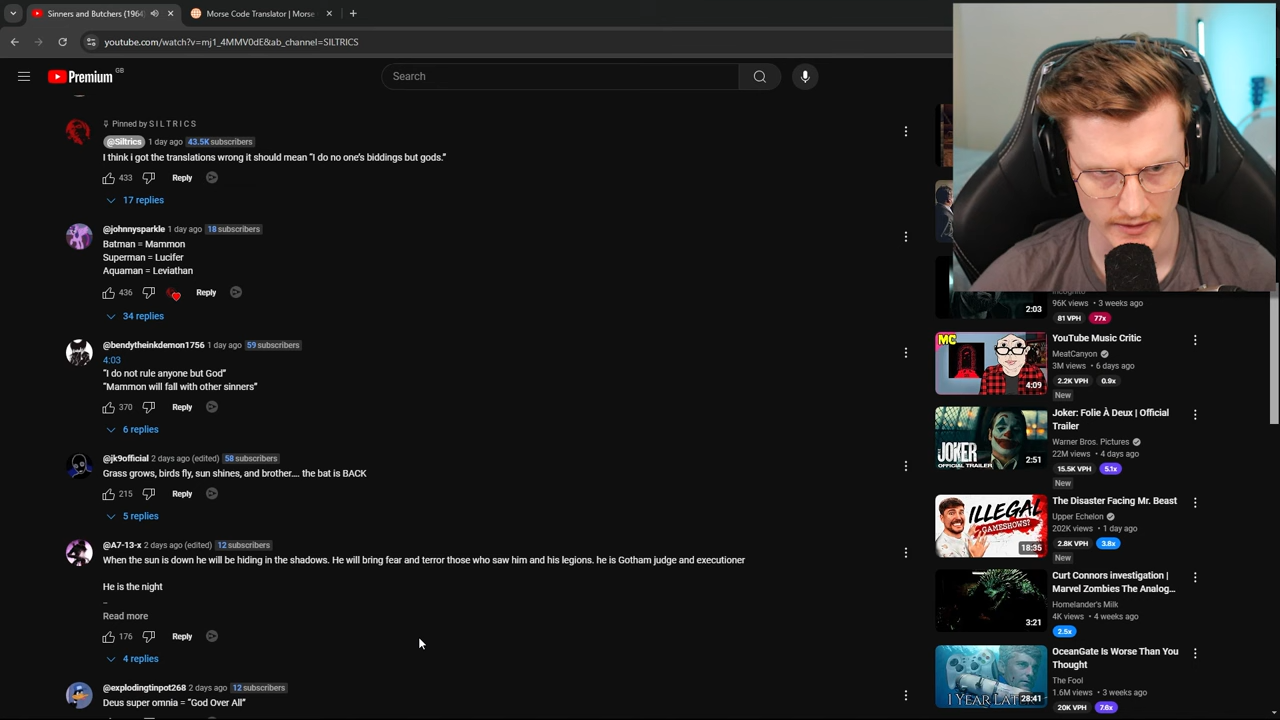 Sinners and Butchers (1964)
Morse Code Translator | Morse
youtube.com/watch?v=mj1_4MMV0dE&ab_channel=SILTRICS
Premium
GB
Search
Pinned by S I L T R I C S
@Siltrics 1 day ago 43.5K subscribers
I think i got the translations wrong it should mean “I do no one’s biddings but gods.”
433 Reply
17 replies
@johnnysparkle 1 day ago 18 subscribers
Batman = Mammon
Superman = Lucifer
Aquaman = Leviathan
436 Reply
34 replies
@bendytheinkdemon1756 1 day ago 59 subscribers
4:03
“I do not rule anyone but God”
“Mammon will fall with other sinners”
370 Reply
6 replies
@jk9official 2 days ago (edited) 58 subscribers
Grass grows, birds fly, sun shines, and brother.... the bat is BACK
215 Reply
5 replies
@A7-13-x 2 days ago (edited) 12 subscribers
When the sun is down he will be hiding in the shadows. He will bring fear and terror those who saw him and his legions. he is Gotham judge and executioner
He is the night
–
Read more
176 Reply
4 replies
@explodingtinpot268 2 days ago 12 subscribers
Deus super omnia = “God Over All”
2:03
96K views • 3 weeks ago
81 VPH 77x
MC
4:09
YouTube Music Critic
MeatCanyon
3M views • 6 days ago
2.2K VPH 0.9x
New
JOKER
OFFICIAL TRAILER
2:51
Joker: Folie À Deux | Official
Trailer
Warner Bros. Pictures
22M views • 4 days ago
15.5K VPH 5.1x
New
ILLEGAL
GAMESHOWS?
18:35
The Disaster Facing Mr. Beast
Upper Echelon
202K views • 1 day ago
2.8K VPH 3.8x
New
3:21
Curt Connors investigation |
Marvel Zombies The Analog...
Homelander's Milk
4K views • 4 weeks ago
2.5x
1 YEAR LATER
28:41
OceanGate Is Worse Than You
Thought
The Fool
1.6M views • 3 weeks ago
20K VPH 7.6x